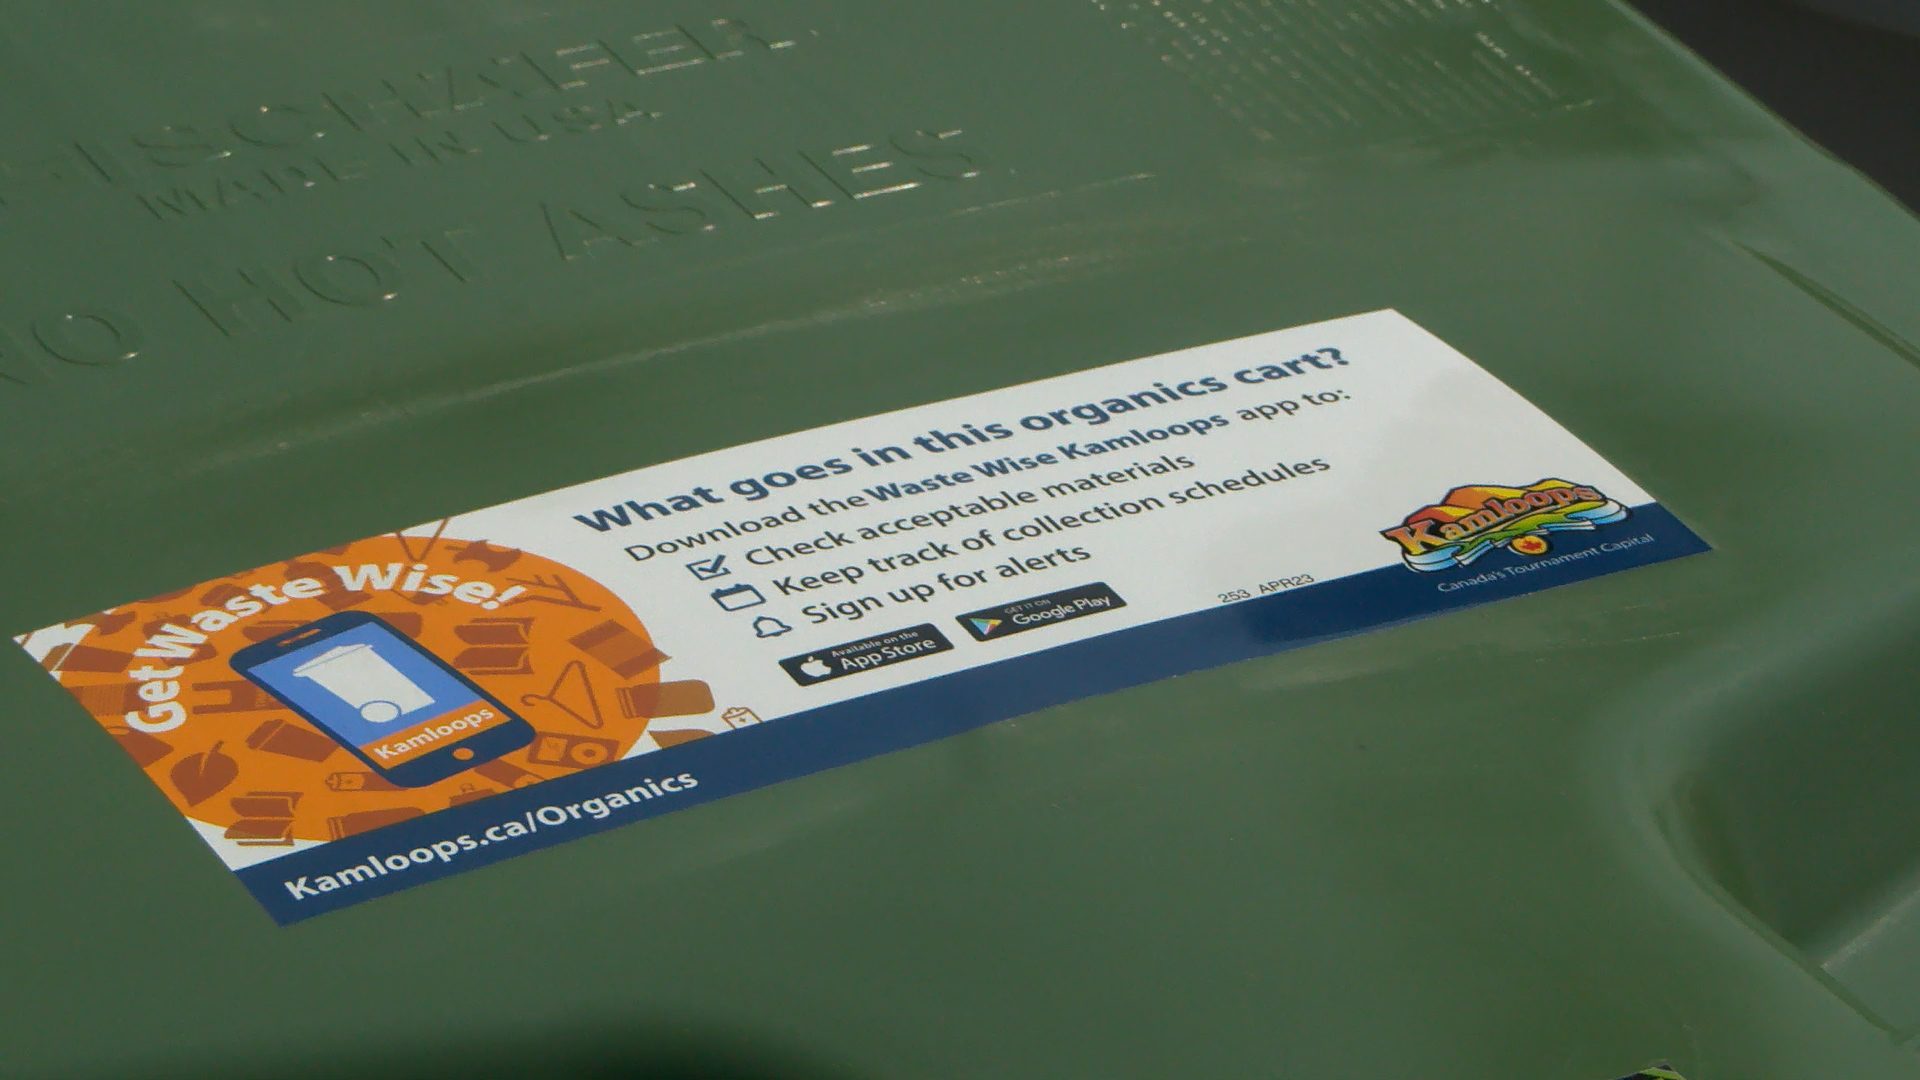 SCHAFER
MADE IN USA
NO HOT ASHES
What goes in this organics cart?
Download the Waste Wise Kamloops app to:
Check acceptable materials
Keep track of collection schedules
Sign up for alerts
Available on the
App Store
GET IT ON
Google Play
253 APR23
Get Waste Wise!
Kamloops
Kamloops
Canada's Tournament Capital
Kamloops.ca/Organics